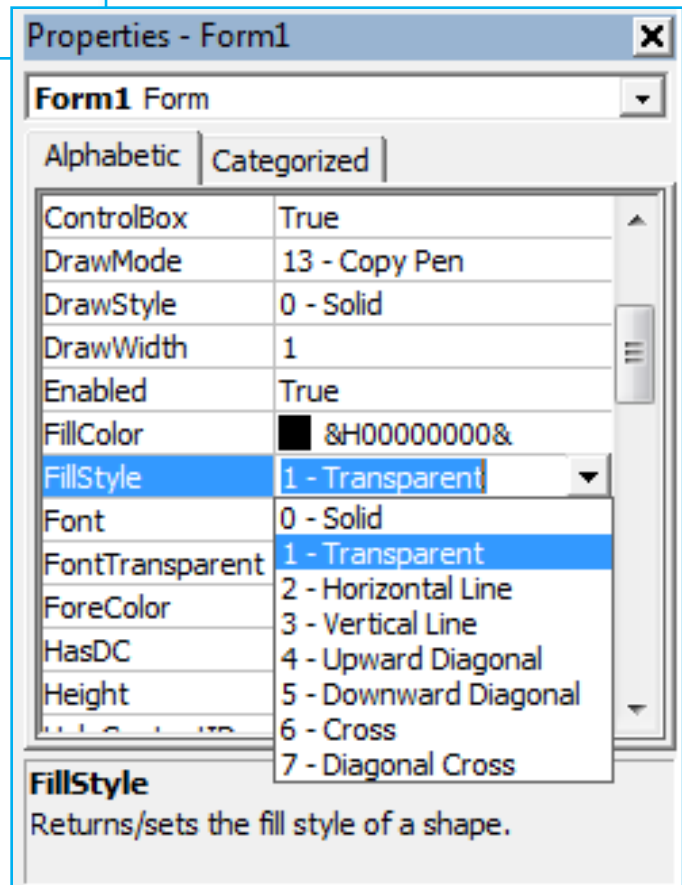 Properties - Form1
Form1 Form
Alphabetic Categorized
ControlBox True
DrawMode 13 - Copy Pen
DrawStyle 0 - Solid
DrawWidth 1
Enabled True
FillColor &H00000000&
FillStyle 1 - Transparent
Font 0 - Solid
FontTransparent 1 - Transparent
ForeColor 2 - Horizontal Line
3 - Vertical Line
HasDC 4 - Upward Diagonal
Height 5 - Downward Diagonal
6 - Cross
7 - Diagonal Cross
FillStyle
Returns/sets the fill style of a shape.